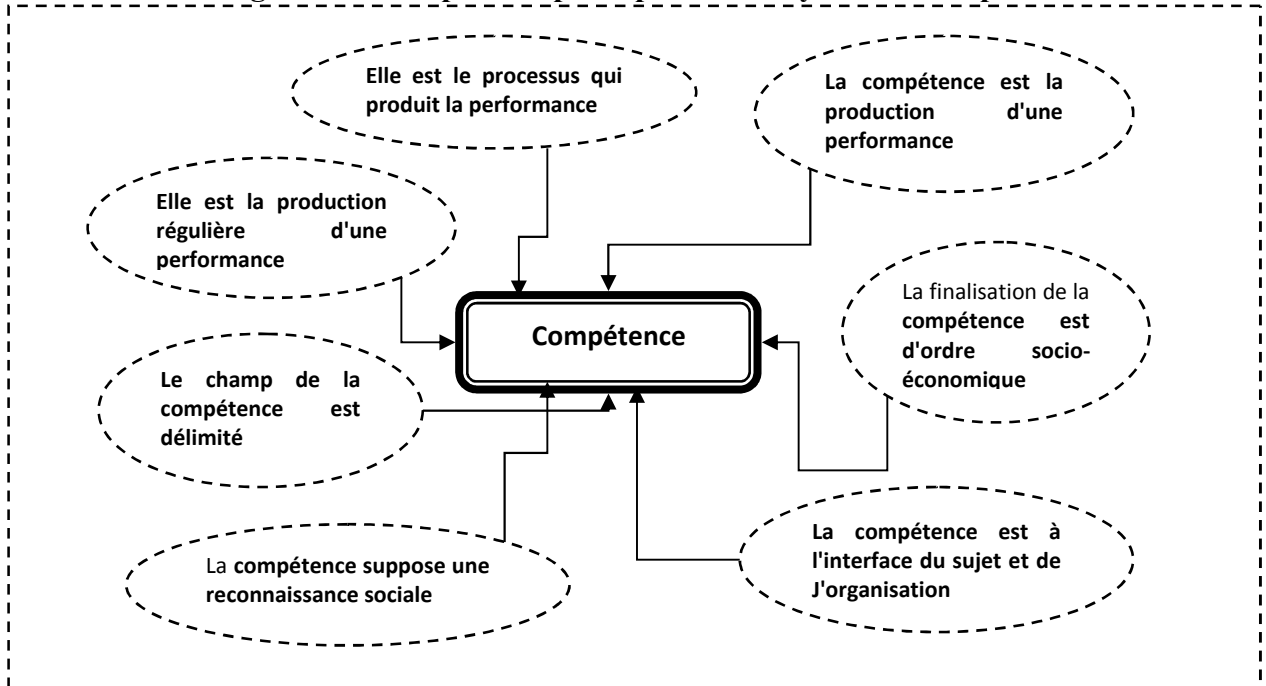 Elle est le processus qui
produit la performance
La compétence est la
production d'une
performance
Elle est la production
régulière d'une
performance
La finalisation de la
compétence est
d'ordre socio-
économique
Compétence
Le champ de la
compétence est
délimité
La compétence est à
l'interface du sujet et de
J'organisation
La compétence suppose une
reconnaissance sociale